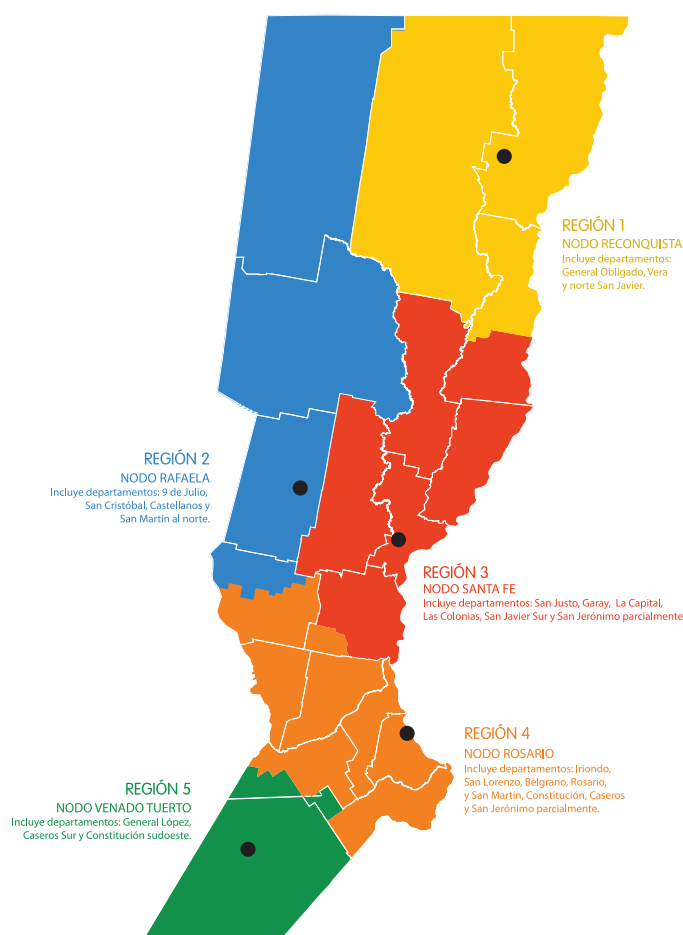 REGIÓN 1
NODO RECONQUISTA
Incluye departamentos:
General Obligado, Vera
y norte San Javier.
REGIÓN 2
NODO RAFAELA
Incluye departamentos: 9 de Julio,
San Cristóbal, Castellanos y
San Martín al norte.
REGIÓN 3
NODO SANTA FE
Incluye departamentos: San Justo, Garay, La Capital,
Las Colonias, San Javier Sur y San Jerónimo parcialmente
REGIÓN 4
NODO ROSARIO
Incluye departamentos: Iriondo,
San Lorenzo, Belgrano, Rosario,
y San Martín, Constitución, Caseros
y San Jerónimo parcialmente.
REGIÓN 5
NODO VENADO TUERTO
Incluye departamentos: General López,
Caseros Sur y Constitución sudoeste.